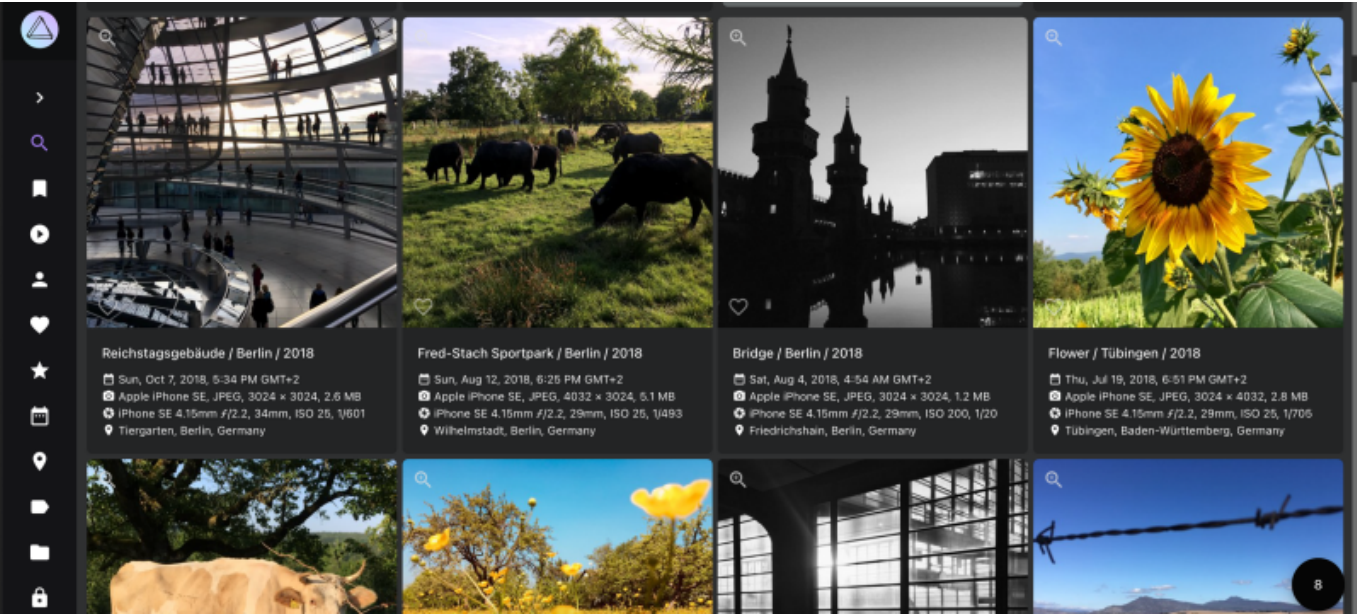 Reichstagsgebäude / Berlin / 2018
Sun, Oct 7, 2018, 5:34 PM GMT+2
Apple iPhone SE, JPEG, 3024 × 3024, 2.6 MB
iPhone SE 4.15mm ƒ/2.2, 34mm, ISO 25, 1/601
Tiergarten, Berlin, Germany
Fred-Stach Sportpark / Berlin / 2018
Sun, Aug 12, 2018, 6:25 PM GMT+2
Apple iPhone SE, JPEG, 4032 × 3024, 5.1 MB
iPhone SE 4.15mm ƒ/2.2, 29mm, ISO 25, 1/493
Wilhelmstadt, Berlin, Germany
Bridge / Berlin / 2018
Sat, Aug 4, 2018, 4:54 AM GMT+2
Apple iPhone SE, JPEG, 3024 × 3024, 1.2 MB
iPhone SE 4.15mm ƒ/2.2, 29mm, ISO 200, 1/20
Friedrichshain, Berlin, Germany
Flower / Tübingen / 2018
Thu, Jul 19, 2018, 6:51 PM GMT+2
Apple iPhone SE, JPEG, 3024 × 4032, 2.8 MB
iPhone SE 4.15mm ƒ/2.2, 29mm, ISO 25, 1/705
Tübingen, Baden-Württemberg, Germany
8